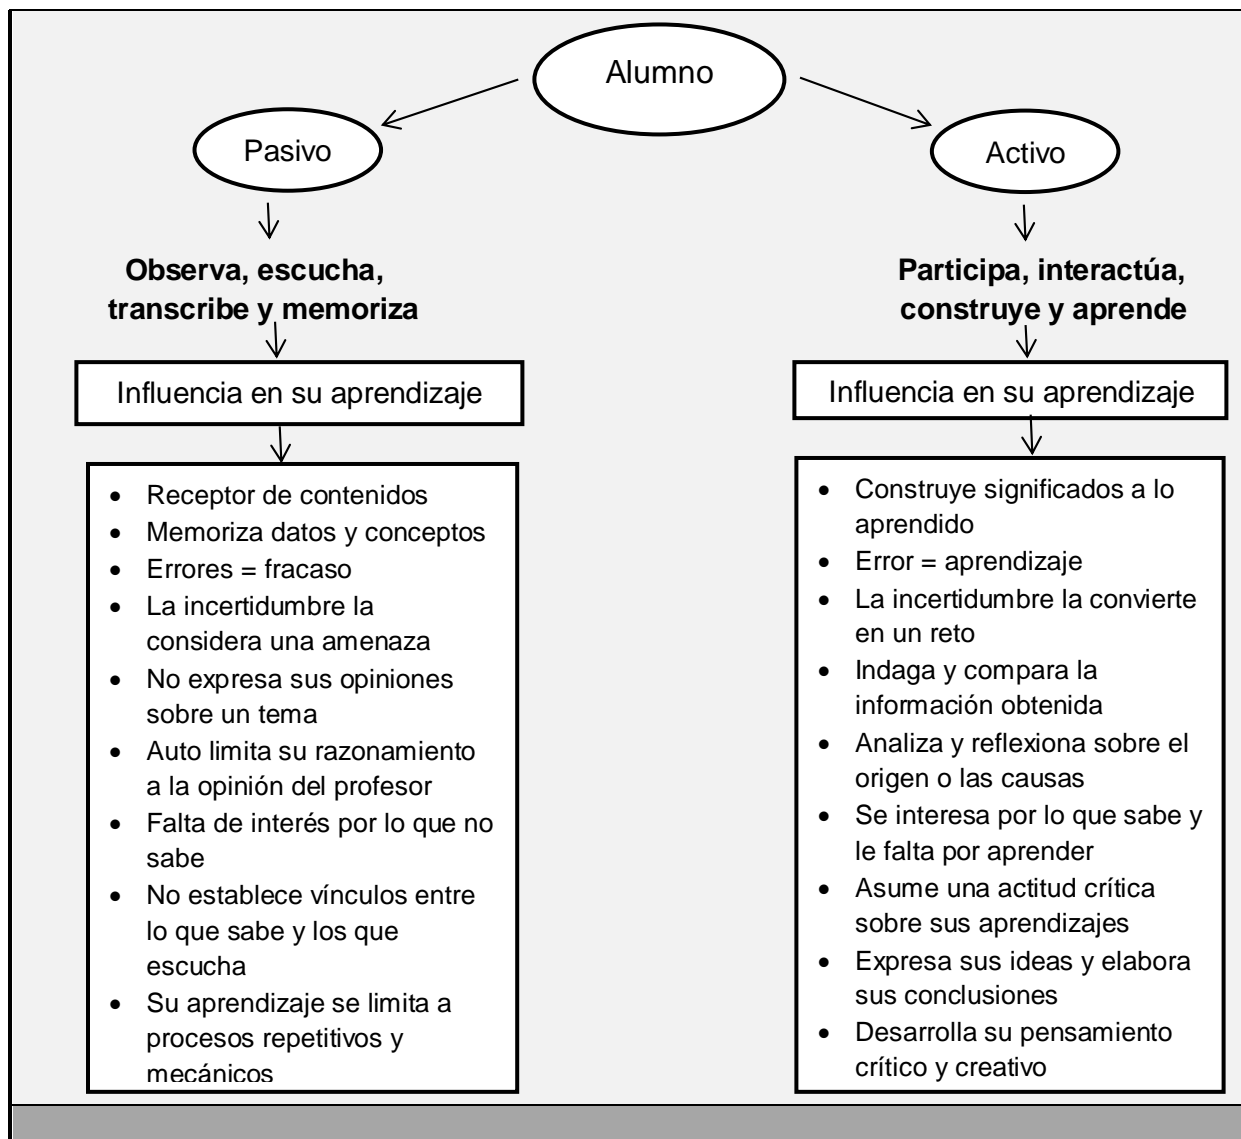 Alumno
Pasivo
Activo
Observa, escucha,
transcribe y memoriza
Participa, interactúa,
construye y aprende
Influencia en su aprendizaje
Influencia en su aprendizaje
• Receptor de contenidos
• Memoriza datos y conceptos
• Errores = fracaso
• La incertidumbre la
considera una amenaza
• No expresa sus opiniones
sobre un tema
• Auto limita su razonamiento
a la opinión del profesor
• Falta de interés por lo que no
sabe
• No establece vínculos entre
lo que sabe y los que
escucha
• Su aprendizaje se limita a
procesos repetitivos y
mecánicos
• Construye significados a lo
aprendido
• Error = aprendizaje
• La incertidumbre la convierte
en un reto
• Indaga y compara la
información obtenida
• Analiza y reflexiona sobre el
origen o las causas
• Se interesa por lo que sabe y
le falta por aprender
• Asume una actitud crítica
sobre sus aprendizajes
• Expresa sus ideas y elabora
sus conclusiones
• Desarrolla su pensamiento
crítico y creativo